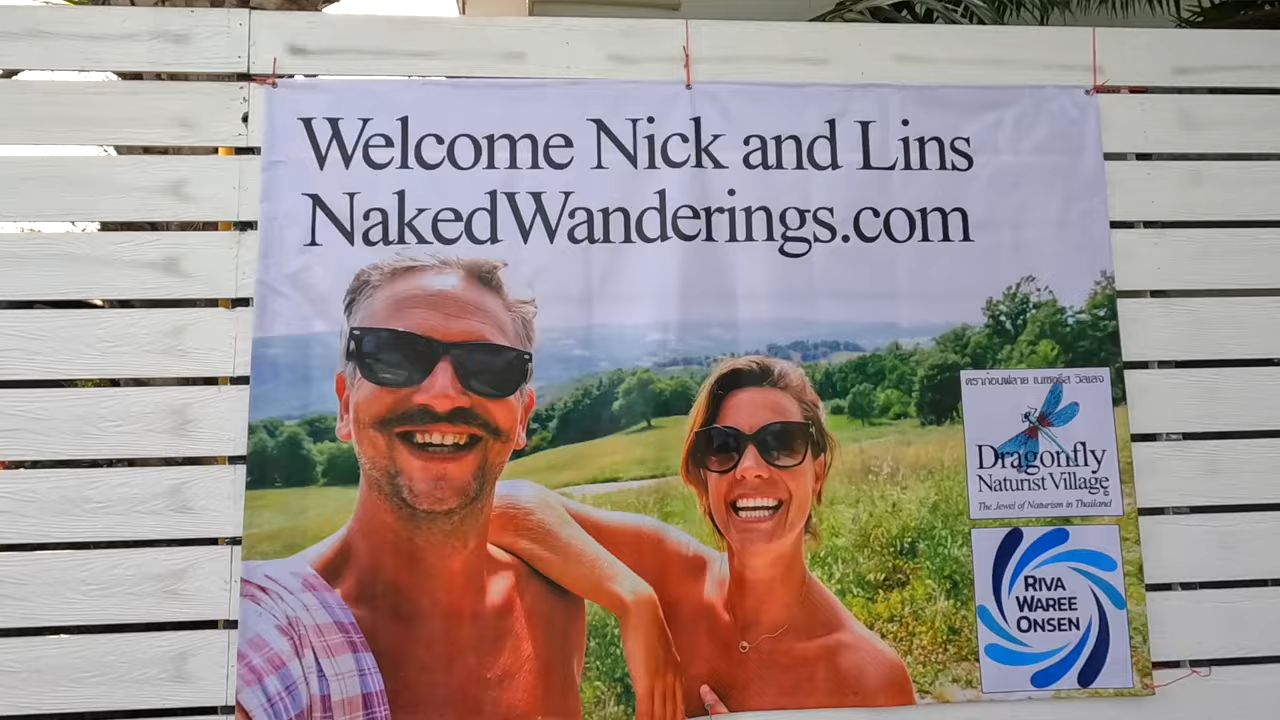 Welcome Nick and Lins
NakedWanderings.com
ดราก้อนฟลาย เนเชอริส วิลเลจ
Dragonfly
Naturist Village
The Jewel of Naturism in Thailand
RIVA
WAREE
ONSEN